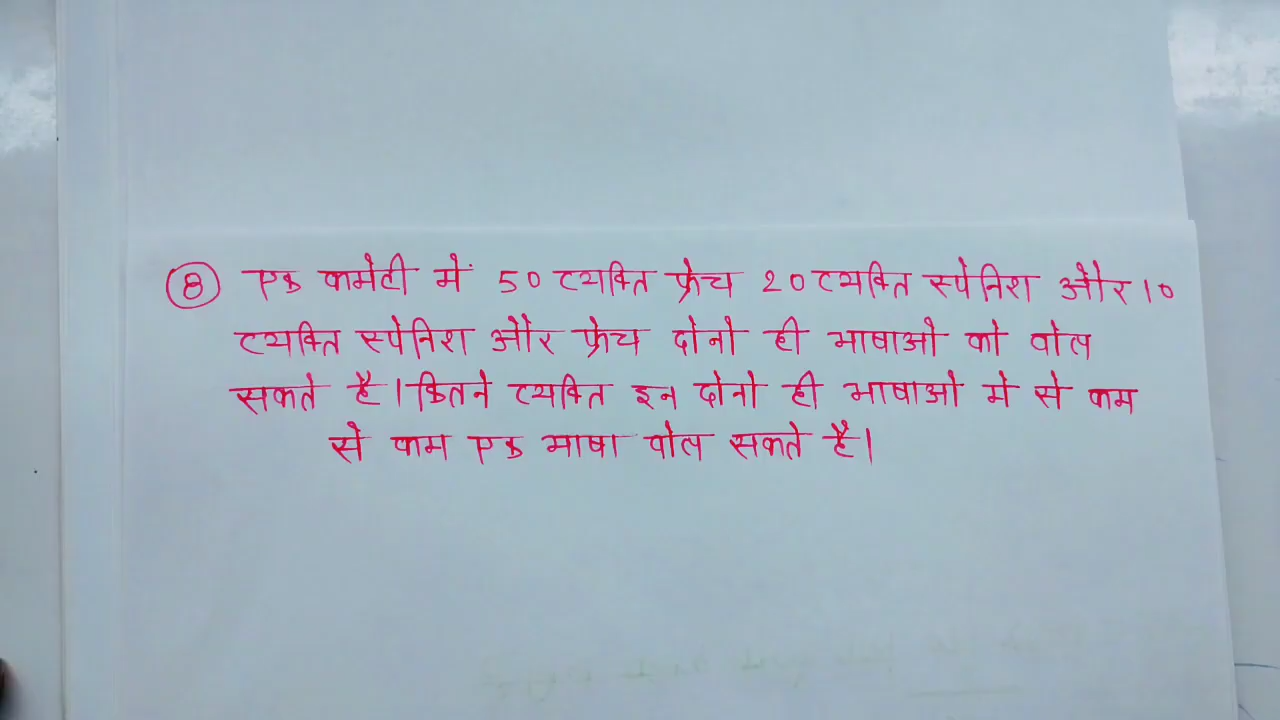 ⑧ एक कमेटी में 50 व्यक्ति फ्रेच 20 व्यक्ति स्पेनिश और 10
व्यक्ति स्पेनिश और फ्रेच दोनो ही भाषाओ को बोल
सकते है। कितने व्यक्ति इन दोनो ही भाषाओ मे से कम
से कम एक भाषा बोल सकते है।